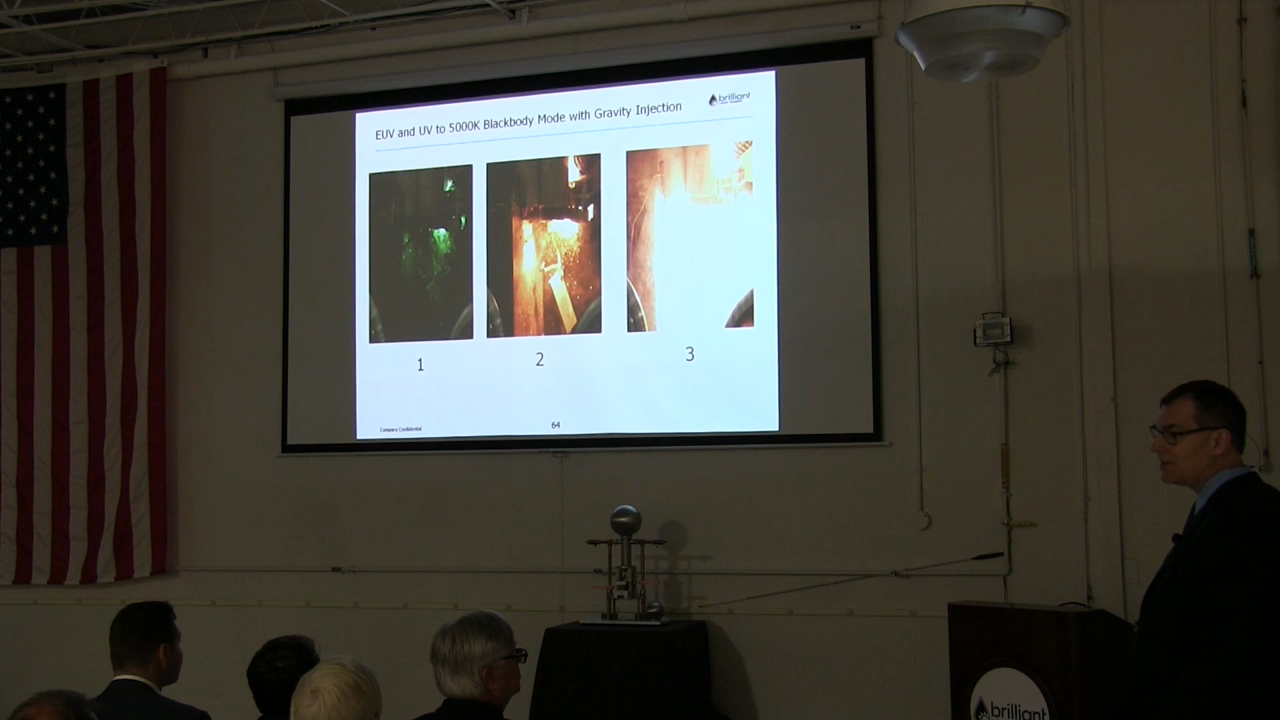 brilliant
EUV and UV to 5000K Blackbody Mode with Gravity Injection
1
2
3
Company Confidential
64
brilliant